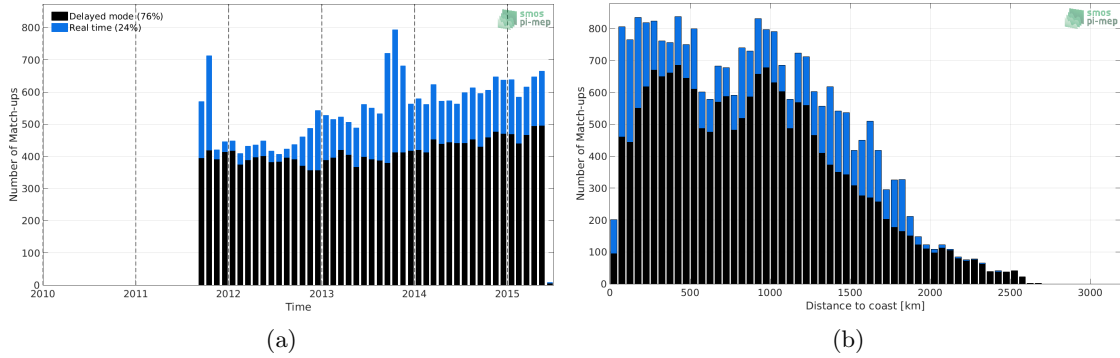 Delayed mode (76%)
Real time (24%)
smos
pi-mep
Number of Match-ups
800
700
600
500
400
300
200
100
0
2010
2011
2012
2013
2014
2015
Time
(a)
smos
pi-mep
Number of Match-ups
800
700
600
500
400
300
200
100
0
0
500
1000
1500
2000
2500
3000
Distance to coast [km]
(b)